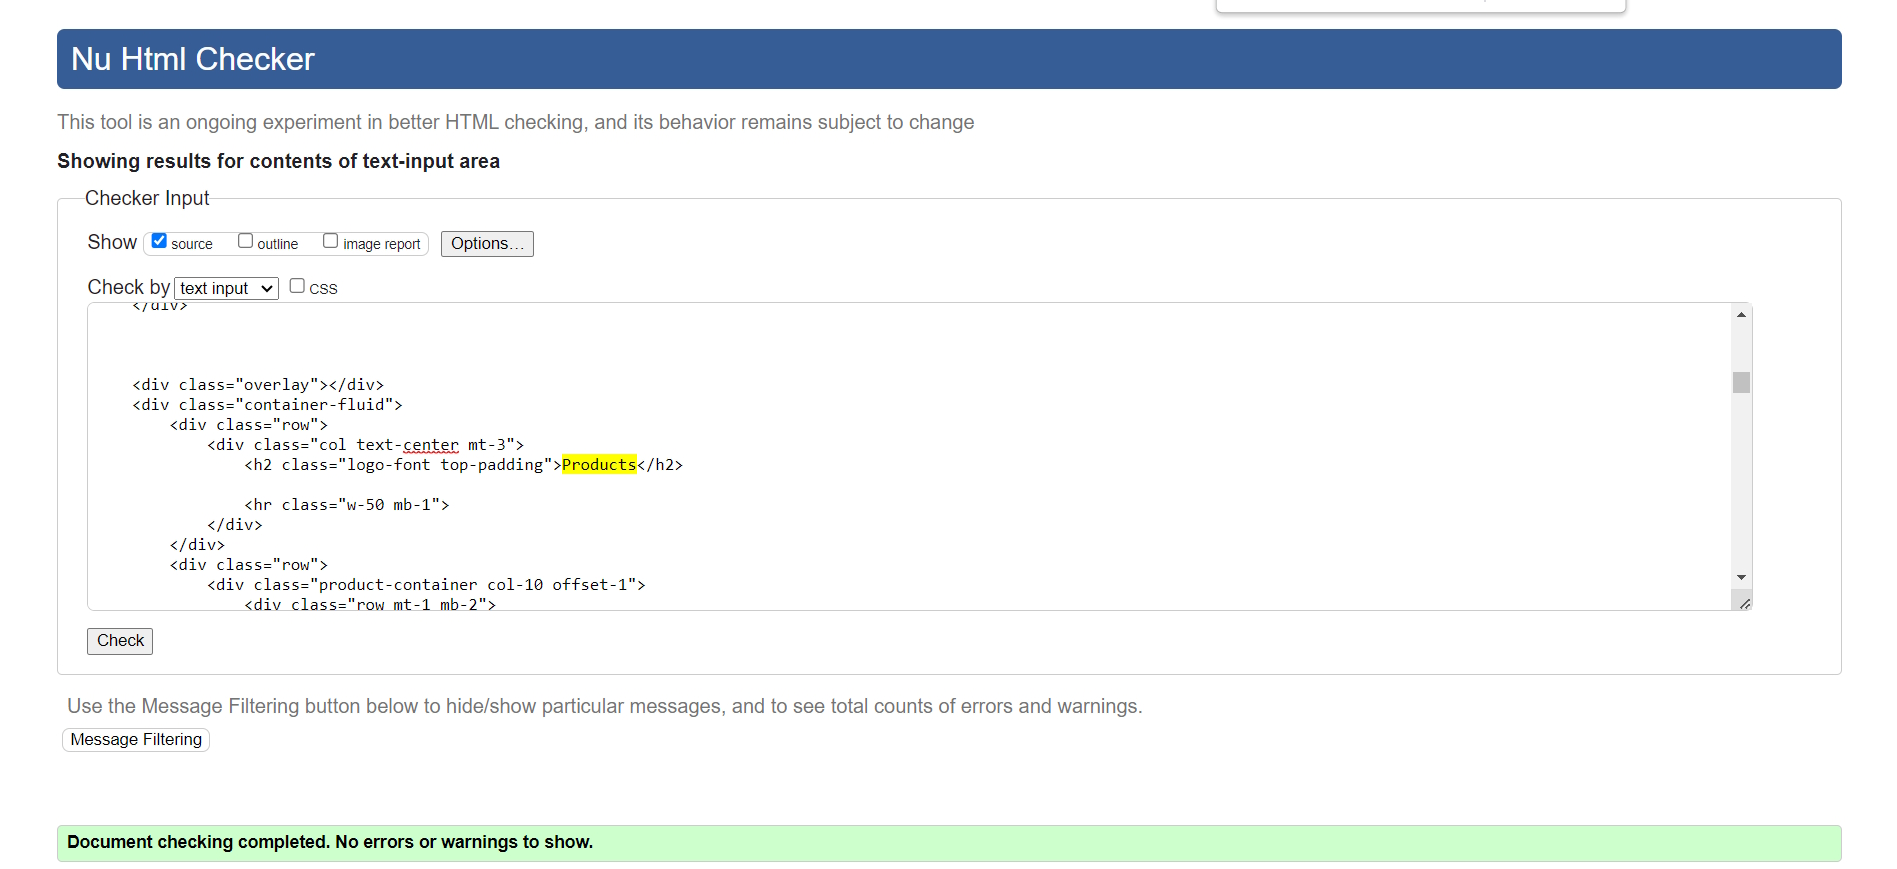 Nu Html Checker
This tool is an ongoing experiment in better HTML checking, and its behavior remains subject to change
Showing results for contents of text-input area
Checker Input
Show source outline image report Options...
Check by text input CSS
</div>
<div class="overlay"></div>
<div class="container-fluid">
<div class="row">
<div class="col text-center mt-3">
<h2 class="logo-font top-padding">Products</h2>
<hr class="w-50 mb-1">
</div>
</div>
<div class="row">
<div class="product-container col-10 offset-1">
<div class="row mt-1 mb-2">
Check
Use the Message Filtering button below to hide/show particular messages, and to see total counts of errors and warnings.
Message Filtering
Document checking completed. No errors or warnings to show.